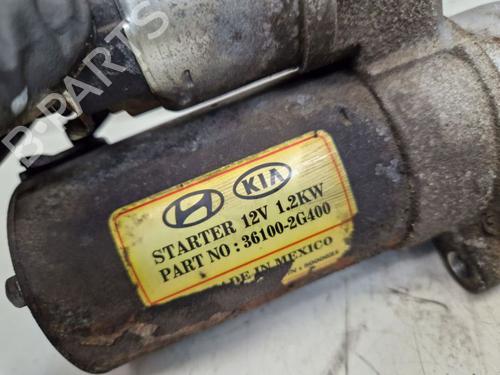 B-PARTS
KIA
STARTER 12V 1.2KW
PART NO : 36100-2G400
MADE IN MEXICO